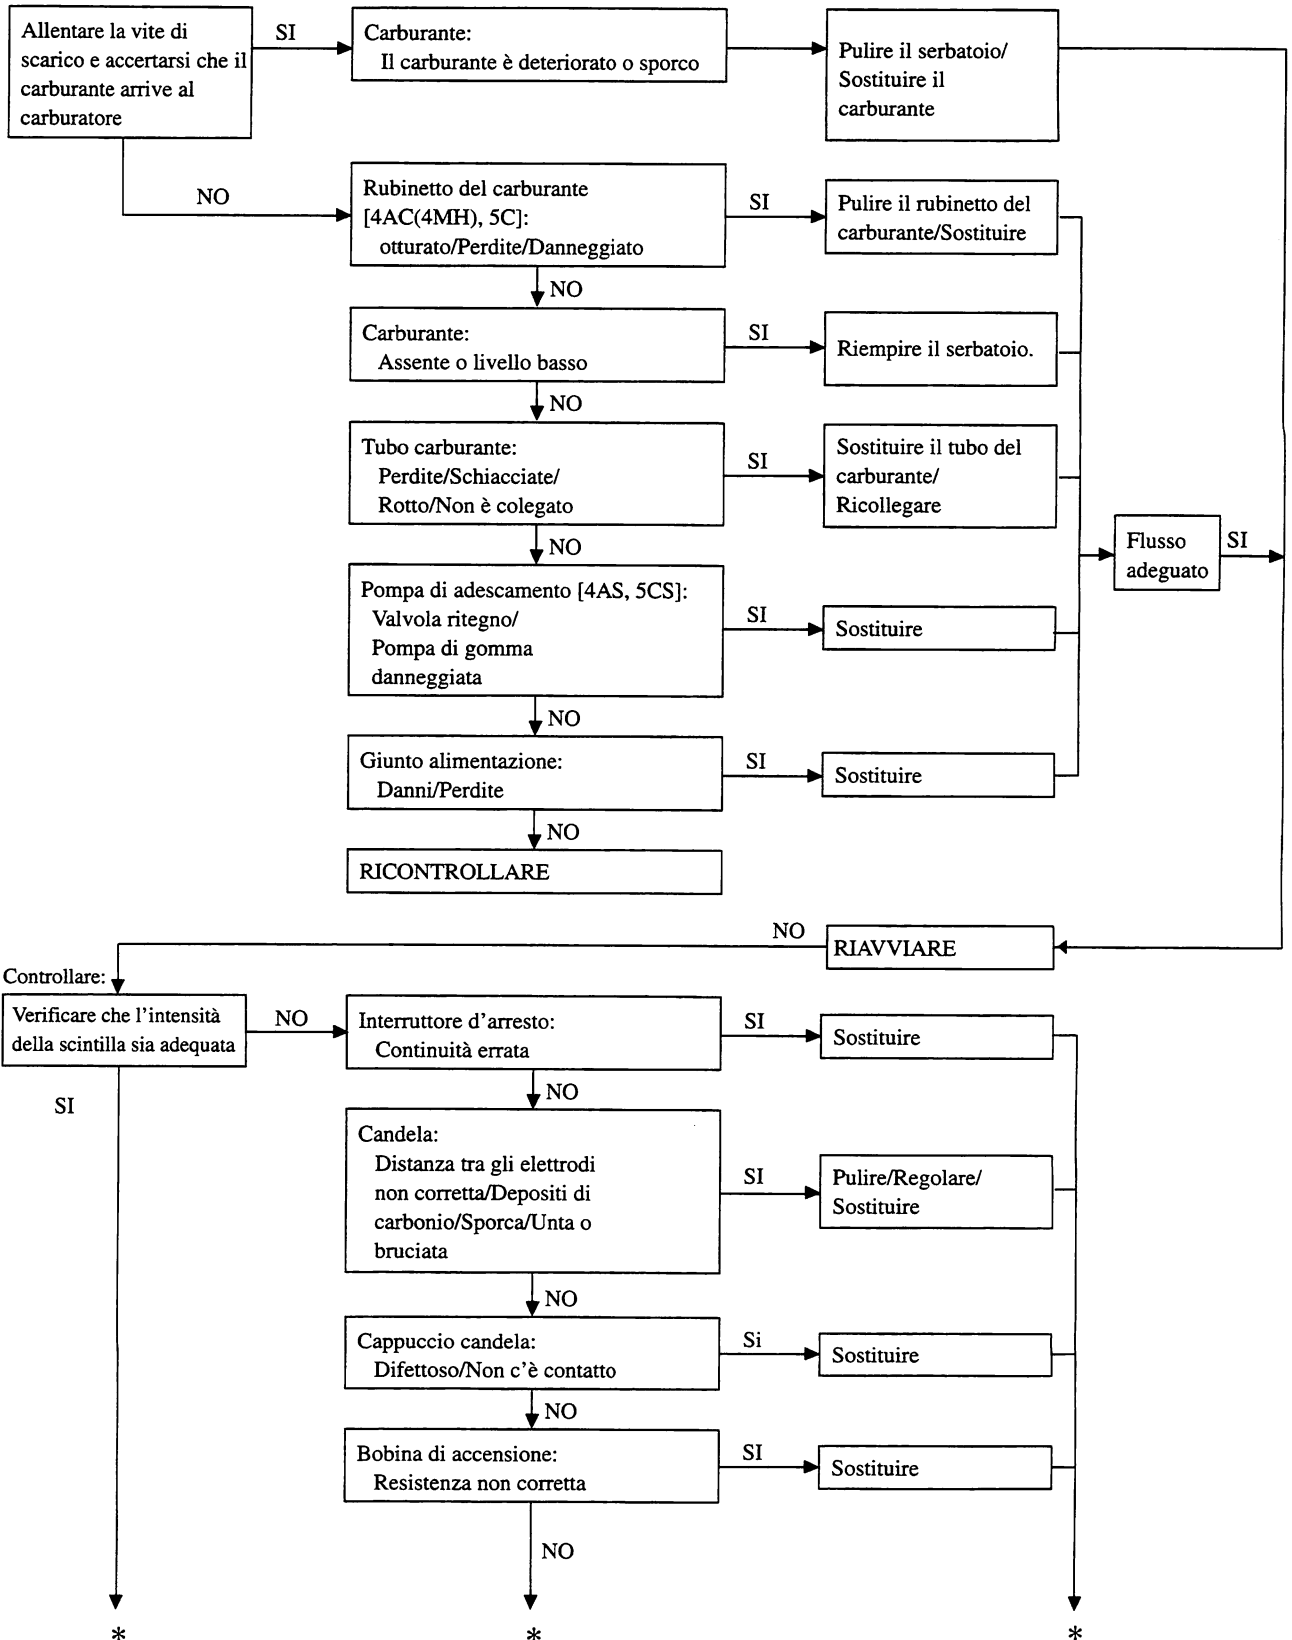 Allentare la vite di
scarico e accertarsi che il
carburante arrive al
carburatore
SI
Carburante:
Il carburante è deteriorato o sporco
Pulire il serbatoio/
Sostituire il
carburante
NO
Rubinetto del carburante
[4AC(4MH), 5C]:
otturato/Perdite/Danneggiato
SI
Pulire il rubinetto del
carburante/Sostituire
NO
Carburante:
Assente o livello basso
SI
Riempire il serbatoio.
NO
Tubo carburante:
Perdite/Schiacciate/
Rotto/Non è colegato
SI
Sostituire il tubo del
carburante/
Ricollegare
Flusso
adeguato
SI
NO
Pompa di adescamento [4AS, 5CS]:
Valvola ritegno/
Pompa di gomma
danneggiata
SI
Sostituire
NO
Giunto alimentazione:
Danni/Perdite
SI
Sostituire
NO
RICONTROLLARE
NO
RIAVVIARE
Controllare:
Verificare che l'intensità
della scintilla sia adequata
NO
Interruttore d'arresto:
Continuità errata
SI
Sostituire
SI
NO
Candela:
Distanza tra gli elettrodi
non corretta/Depositi di
carbonio/Sporca/Unta o
bruciata
SI
Pulire/Regolare/
Sostituire
NO
Cappuccio candela:
Difettoso/Non c'è contatto
Si
Sostituire
NO
Bobina di accensione:
Resistenza non corretta
SI
Sostituire
NO
*
*
*